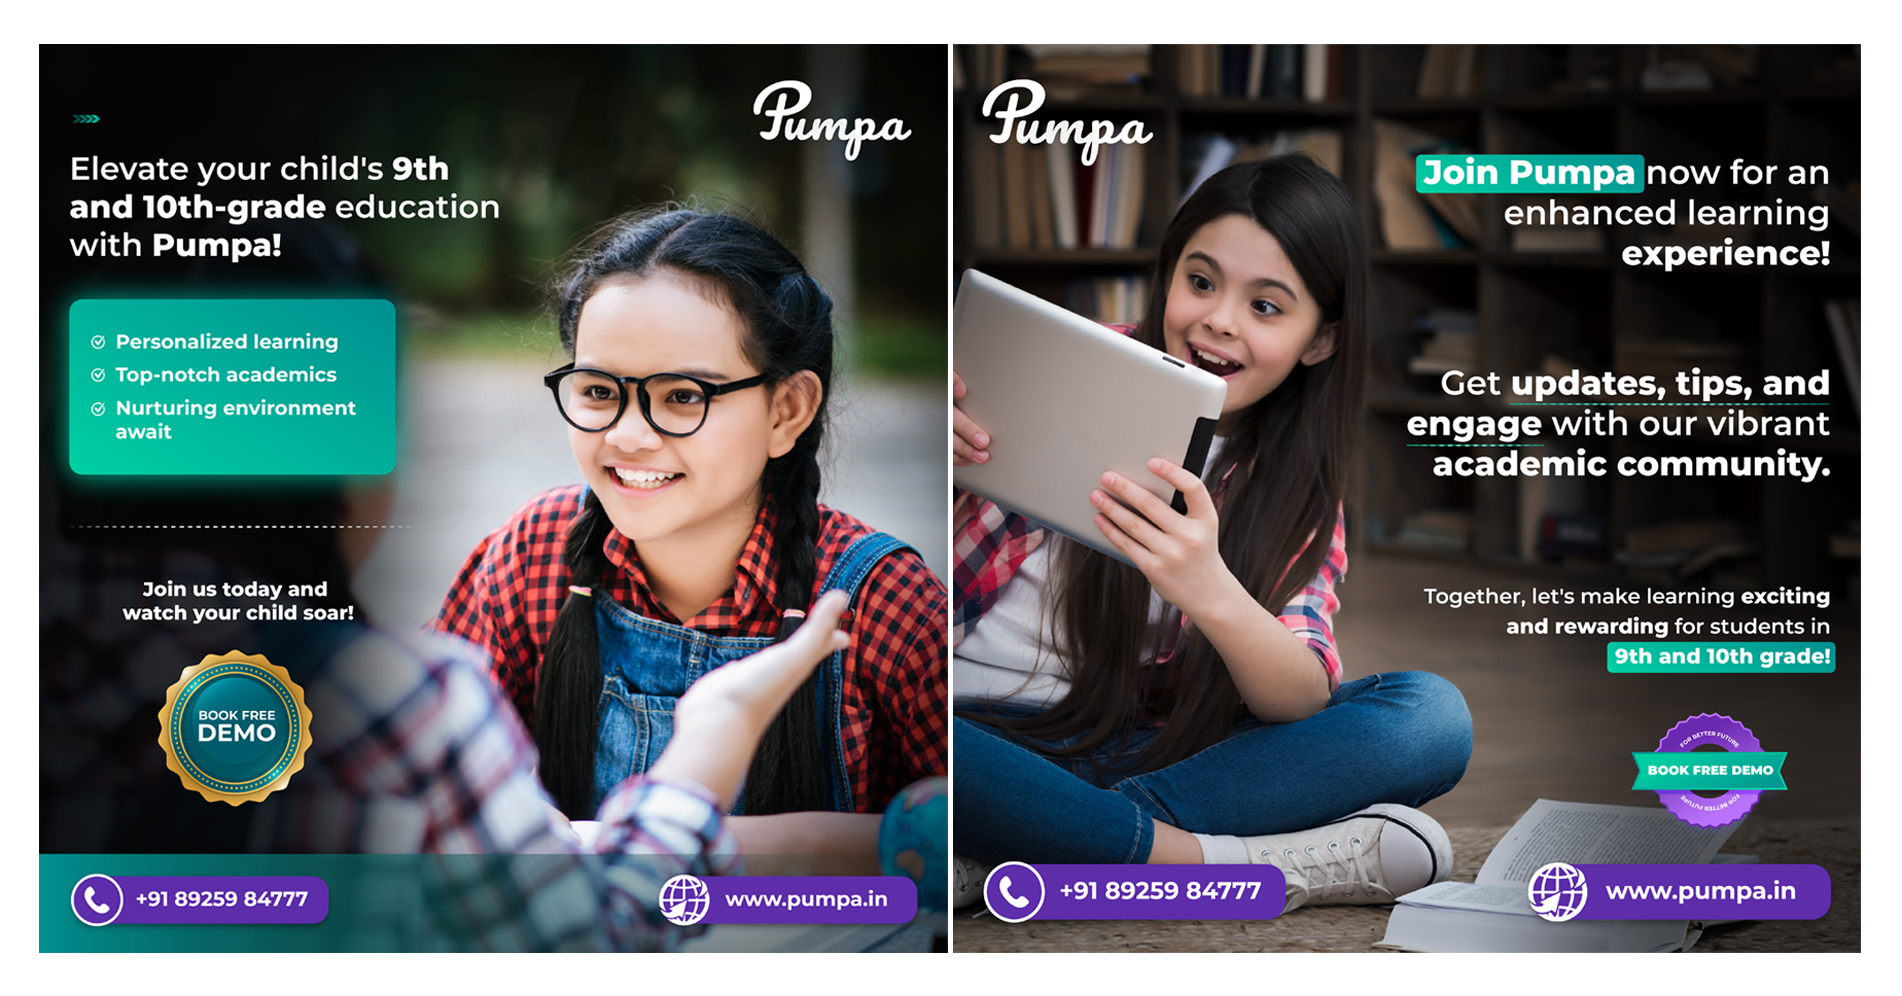 Pumpa
Elevate your child's 9th
and 10th-grade education
with Pumpa!
Personalized learning
Top-notch academics
Nurturing environment
await
Join us today and
watch your child soar!
BOOK FREE
DEMO
+91 89259 84777
www.pumpa.in
Pumpa
Join Pumpa now for an
enhanced learning
experience!
Get updates, tips, and
engage with our vibrant
academic community.
Together, let's make learning exciting
and rewarding for students in
9th and 10th grade!
FOR BETTER FUTURE
BOOK FREE DEMO
FOR BETTER FUTURE
+91 89259 84777
www.pumpa.in